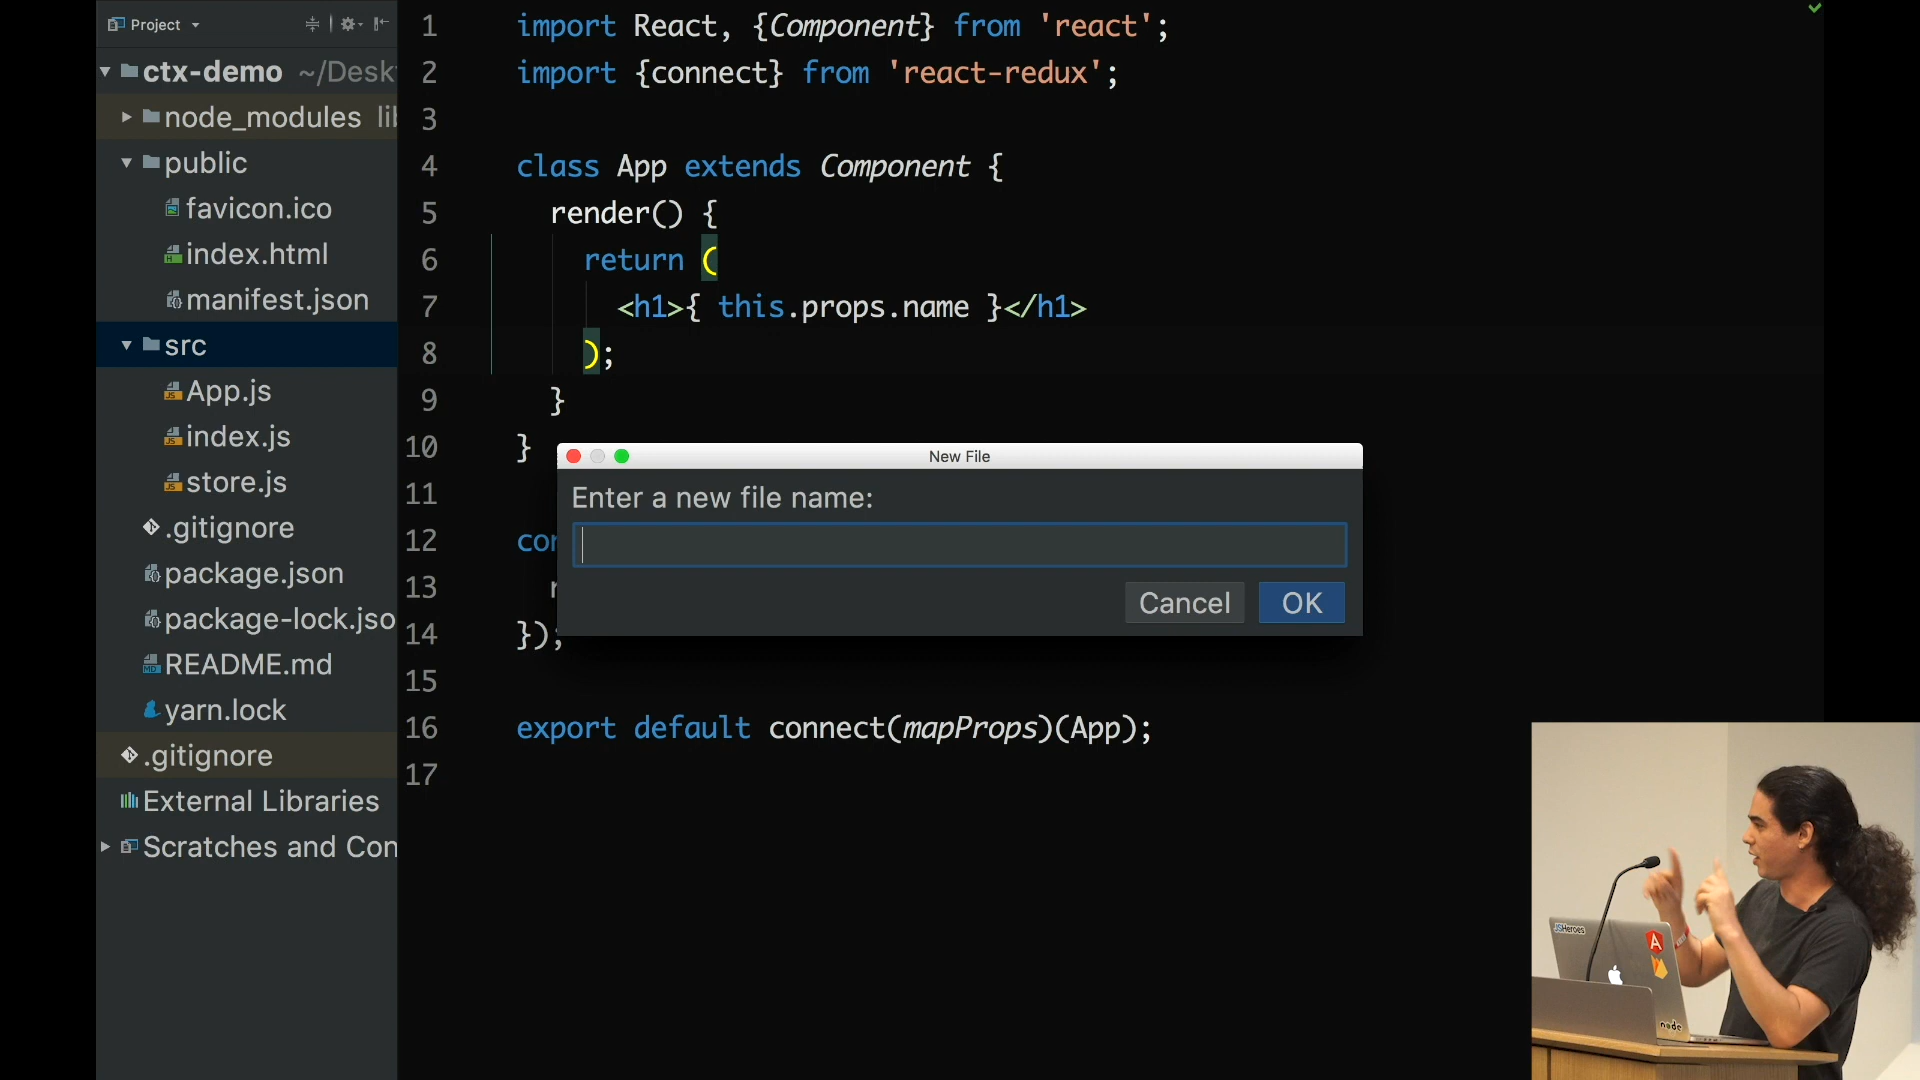 Project
ctx-demo ~/Desk
node_modules lib
public
favicon.ico
index.html
manifest.json
src
App.js
index.js
store.js
.gitignore
package.json
package-lock.jso
README.md
yarn.lock
.gitignore
External Libraries
Scratches and Con
1 import React, {Component} from 'react';
2 import {connect} from 'react-redux';
3
4 class App extends Component {
5 render() {
6 return (
7 <h1>{ this.props.name }</h1>
8 );
9 }
10 }
11
12 con
13 r
14 });
15
16 export default connect(mapProps)(App);
17
New File
Enter a new file name:
Cancel
OK
JSHeroes
A
node